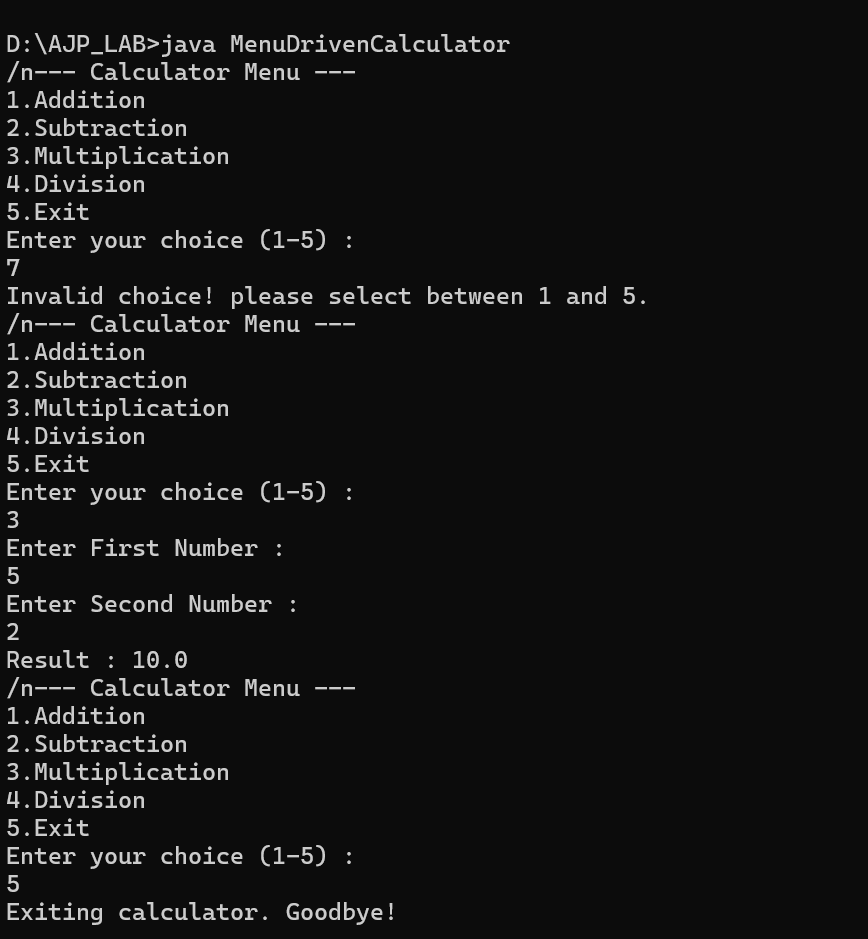 D:\AJP_LAB>java MenuDrivenCalculator
/n--- Calculator Menu ---
1.Addition
2.Subtraction
3.Multiplication
4.Division
5.Exit
Enter your choice (1-5) :
7
Invalid choice! please select between 1 and 5.
/n--- Calculator Menu ---
1.Addition
2.Subtraction
3.Multiplication
4.Division
5.Exit
Enter your choice (1-5) :
3
Enter First Number :
5
Enter Second Number :
2
Result : 10.0
/n--- Calculator Menu ---
1.Addition
2.Subtraction
3.Multiplication
4.Division
5.Exit
Enter your choice (1-5) :
5
Exiting calculator. Goodbye!